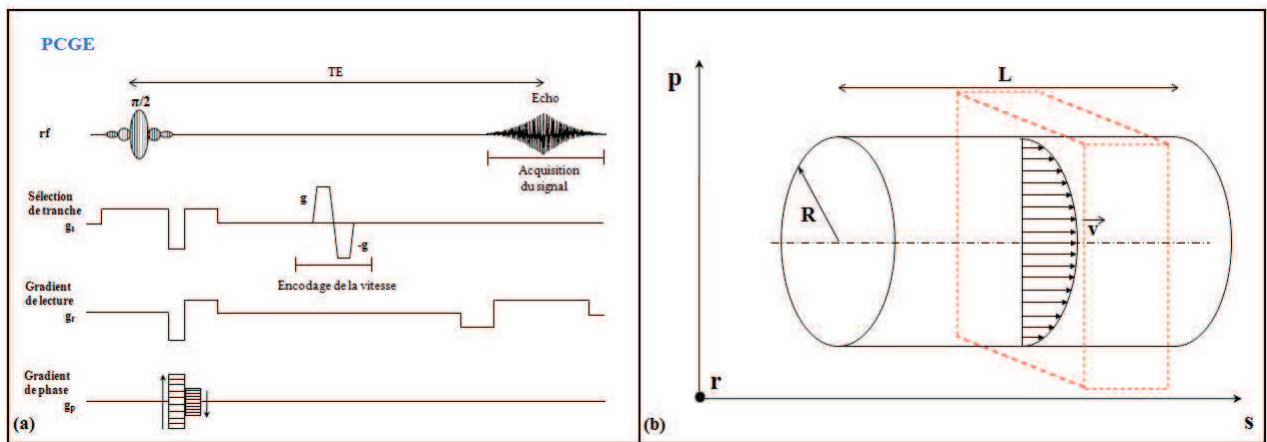 PCGE
TE
π/2
Echo
rf
Acquisition
du signal
Sélection
de tranche
gs
g
-g
Encodage de la vitesse
Gradient
de lecture
gr
Gradient
de phase
gp
(a)
p
L
R
v
r
s
(b)